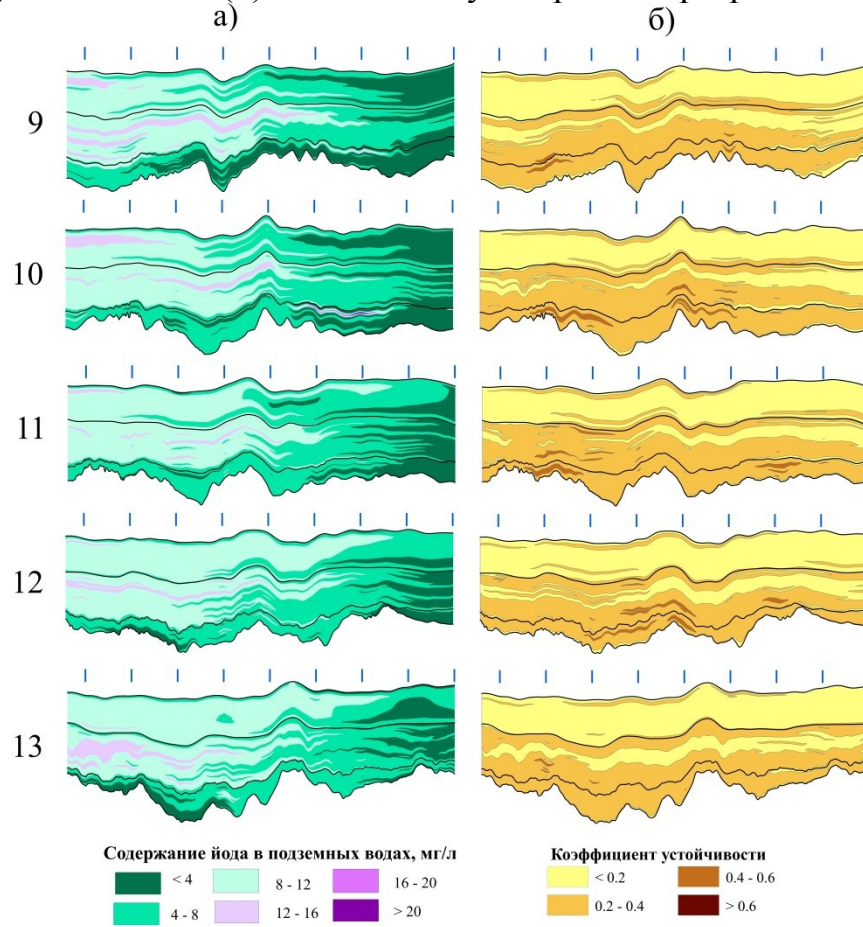 а)
б)
9
10
11
12
13
Содержание йода в подземных водах, мг/л
< 4
8 - 12
16 - 20
4 - 8
12 - 16
> 20
Коэффициент устойчивости
< 0.2
0.4 - 0.6
0.2 - 0.4
> 0.6